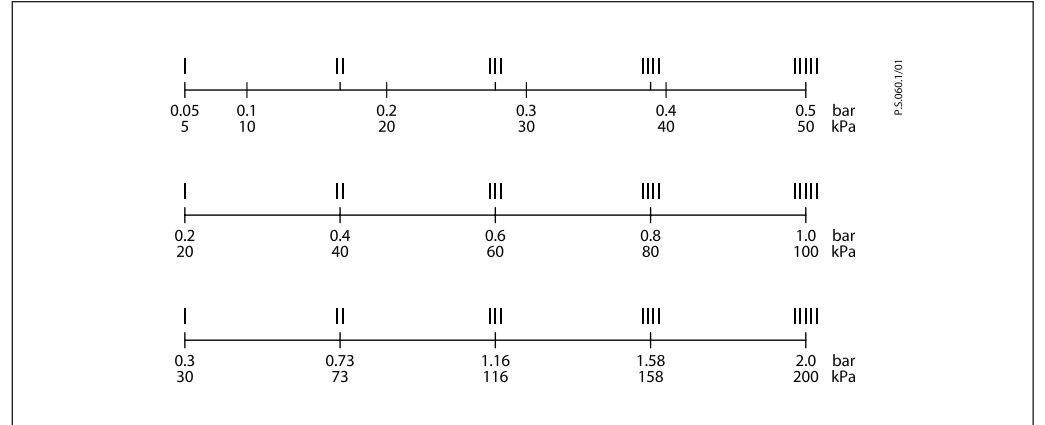 I II III IIII IIIII
0.05 0.1 0.2 0.3 0.4 0.5 bar
5 10 20 30 40 50 kPa
P.S.060.1/01
I II III IIII IIIII
0.2 0.4 0.6 0.8 1.0 bar
20 40 60 80 100 kPa
I II III IIII IIIII
0.3 0.73 1.16 1.58 2.0 bar
30 73 116 158 200 kPa